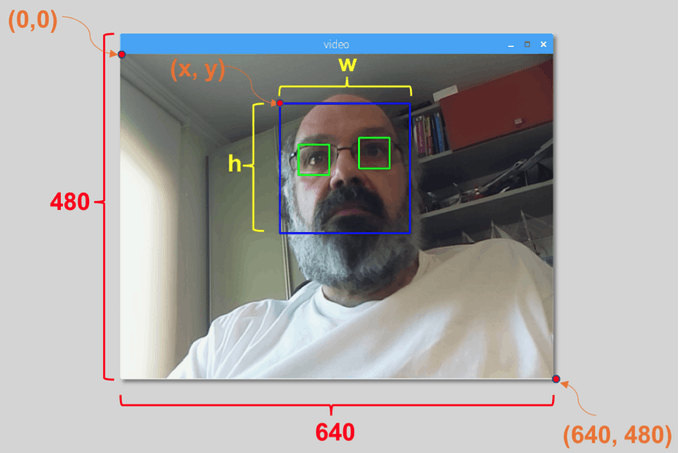 (0,0)
video
(x, y)
w
h
480
640
(640, 480)